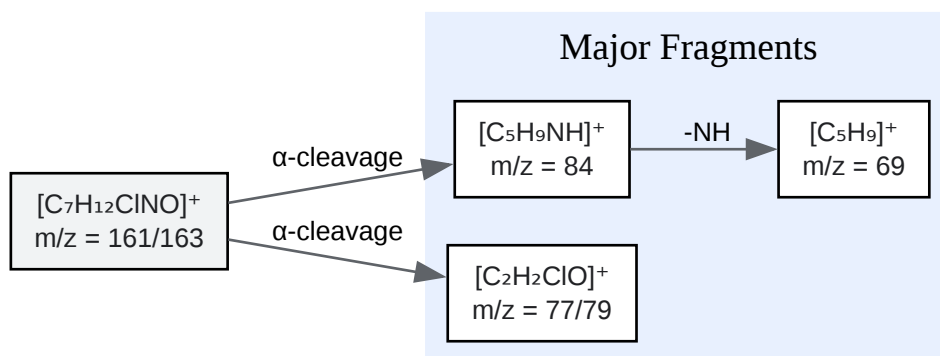 Major Fragments
[C₅H₉NH]⁺
m/z = 84
-NH
[C₅H₉]⁺
m/z = 69
α-cleavage
[C₇H₁₂ClNO]⁺
m/z = 161/163
α-cleavage
[C₂H₂ClO]⁺
m/z = 77/79